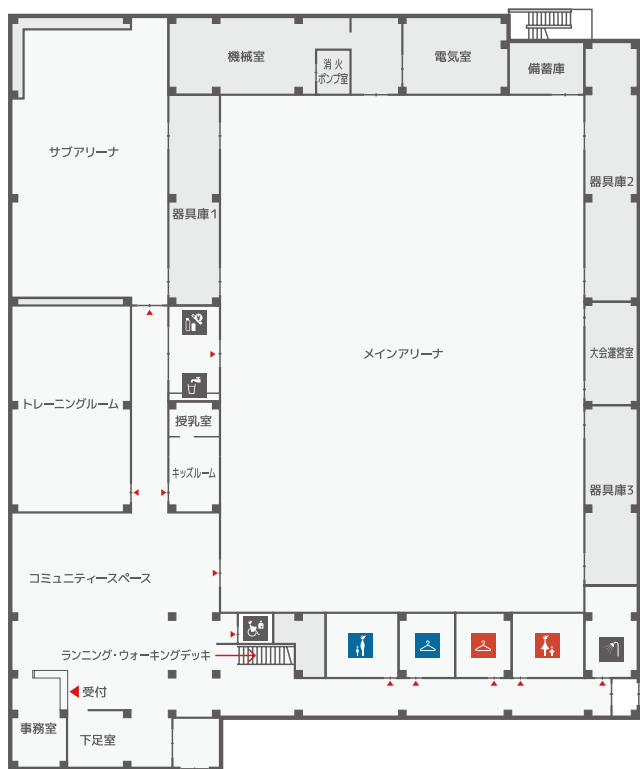 機械室
消火
ポンプ室
電気室
備蓄庫
サブアリーナ
器具庫1
器具庫2
メインアリーナ
大会運営室
トレーニングルーム
授乳室
キッズルーム
器具庫3
コミュニティースペース
ランニング・ウォーキングデッキ
受付
事務室
下足室